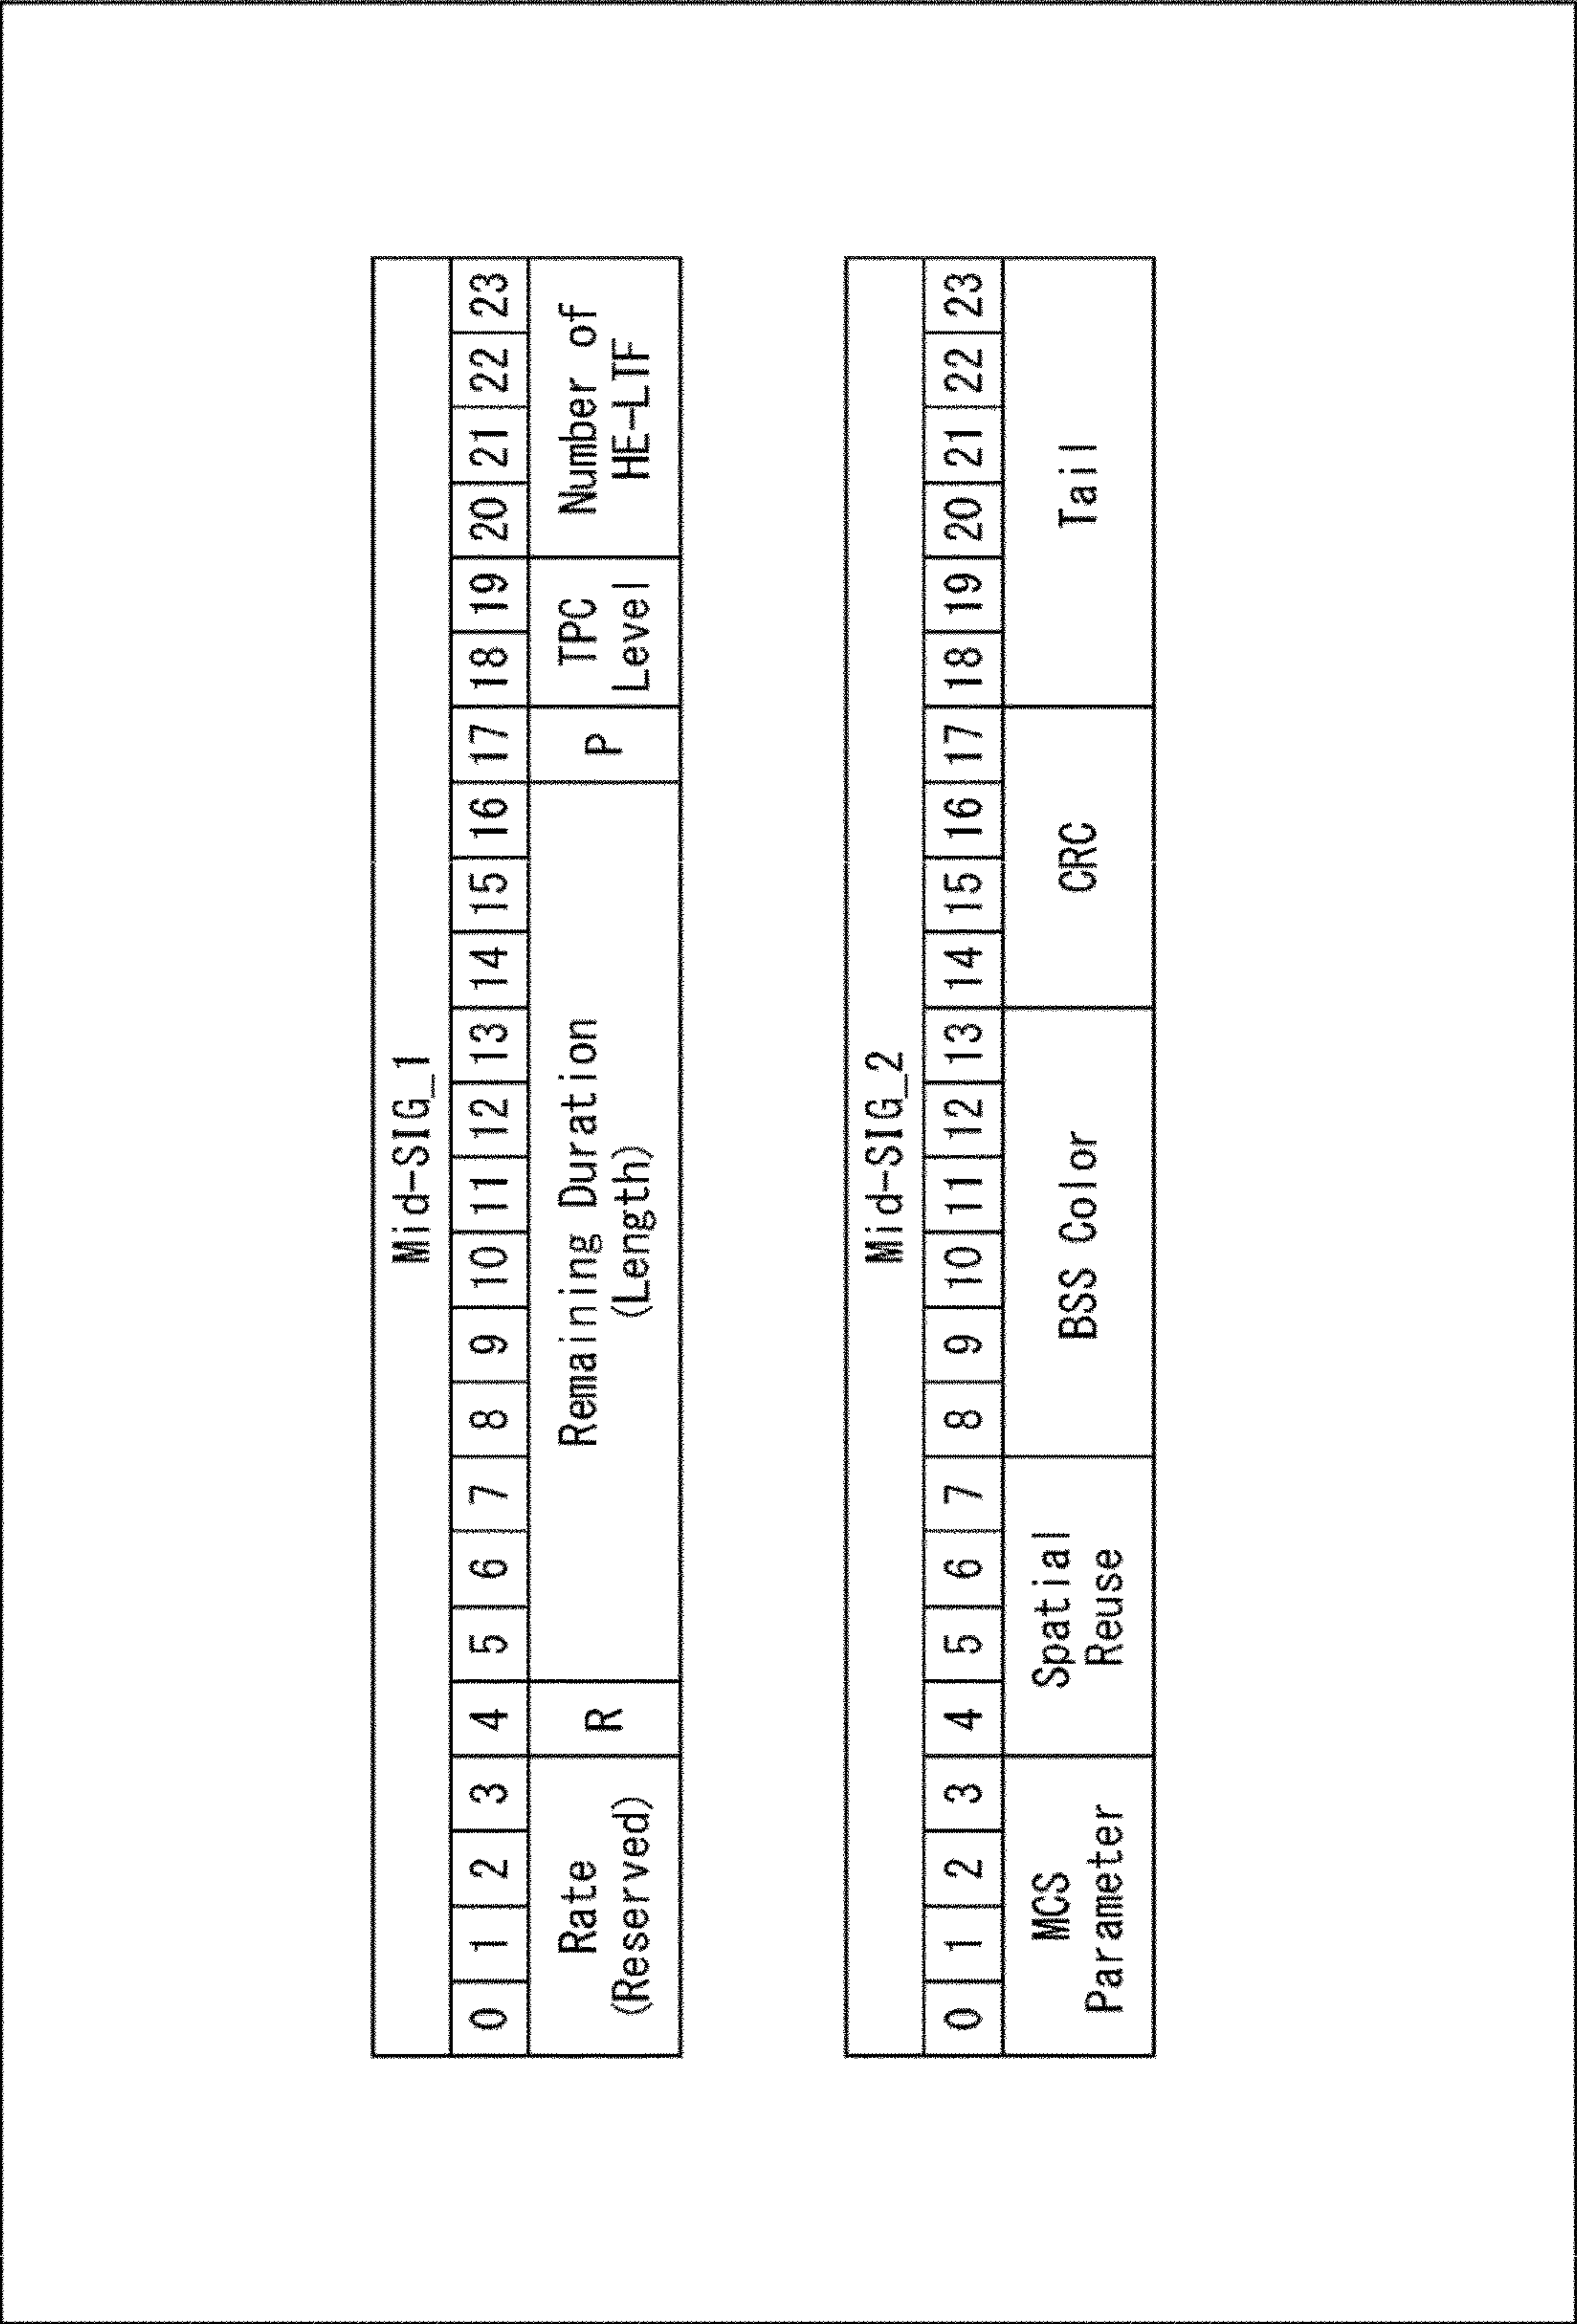 Mid-SIG_1
0 1 2 3 4 5 6 7 8 9 10 11 12 13 14 15 16 17 18 19 20 21 22 23
Rate
(Reserved)
R
Remaining Duration
(Length)
P
TPC
Level
Number of
HE-LTF
Mid-SIG_2
0 1 2 3 4 5 6 7 8 9 10 11 12 13 14 15 16 17 18 19 20 21 22 23
MCS
Parameter
Spatial
Reuse
BSS Color
CRC
Tail